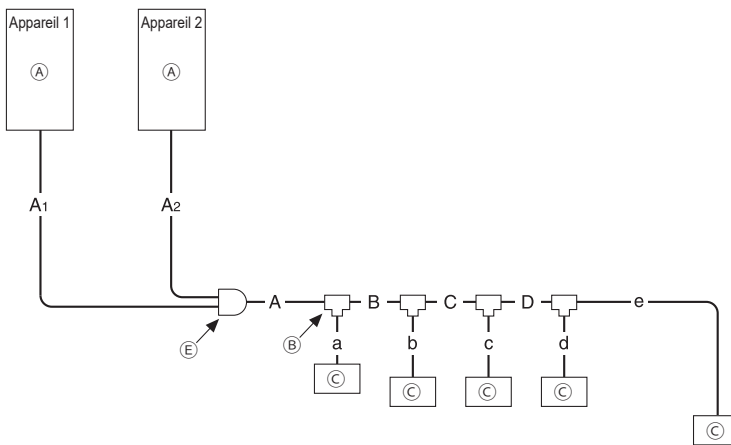 Appareil 1 Appareil 2
Ⓐ Ⓐ
A1 A2
A B C D e
Ⓔ Ⓑ a b c d
Ⓒ Ⓒ Ⓒ Ⓒ
Ⓒ